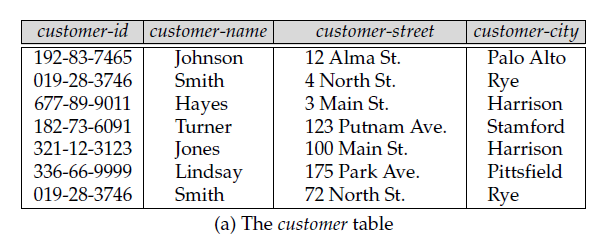 customer-id customer-name customer-street customer-city
192-83-7465 Johnson 12 Alma St. Palo Alto
019-28-3746 Smith 4 North St. Rye
677-89-9011 Hayes 3 Main St. Harrison
182-73-6091 Turner 123 Putnam Ave. Stamford
321-12-3123 Jones 100 Main St. Harrison
336-66-9999 Lindsay 175 Park Ave. Pittsfield
019-28-3746 Smith 72 North St. Rye
(a) The customer table